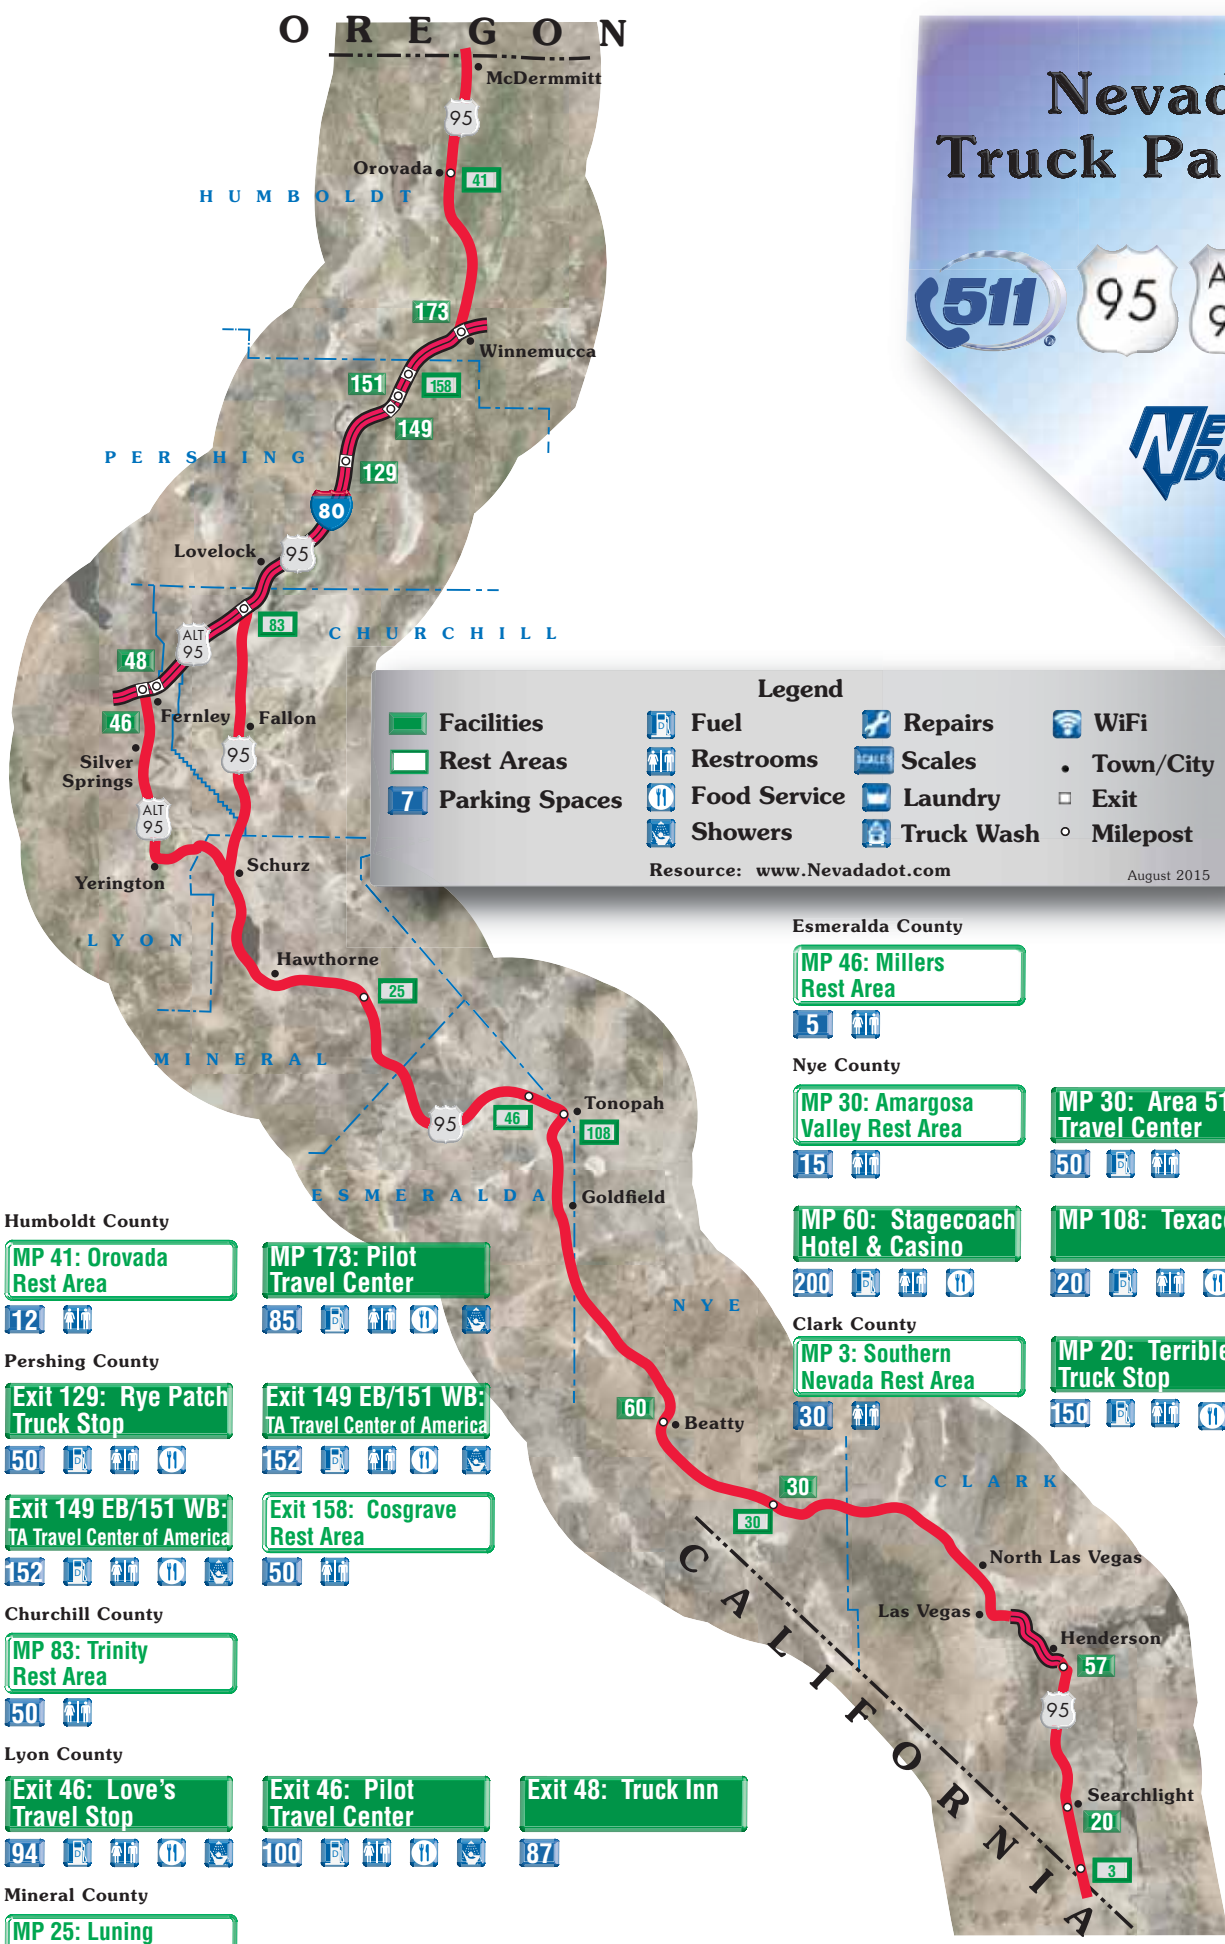 OREGON
McDermmitt
95
Orovada
41
HUMBOLDT
173
Winnemucca
151
158
149
PERSHING
129
80
Lovelock
95
83
CHURCHILL
ALT
95
48
46
Fernley
Fallon
95
Silver
Springs
ALT
95
Schurz
Yerington
LYON
Hawthorne
25
MINERAL
95
46
Tonopah
108
ESMERALDA
Goldfield
NYE
60
Beatty
30
30
CLARK
CALIFORNIA
North Las Vegas
Las Vegas
Henderson
57
95
Searchlight
20
3
Truck
511
95
Legend
Facilities
Rest Areas
7 Parking Spaces
Fuel
Restrooms
Food Service
Showers
Repairs
SCALES Scales
Laundry
Truck Wash
WiFi
Town/City
Exit
Milepost
Resource: www.Nevadadot.com
August 2015
Esmeralda County
MP 46: Millers
Rest Area
5
Nye County
MP 30: Amargosa
Valley Rest Area
15
MP 30: Area 51
Travel Center
50
MP 60: Stagecoach
Hotel & Casino
200
MP 108:
20
Clark County
MP 3: Southern
Nevada Rest Area
30
MP 20: Terrible
Truck Stop
150
Humboldt County
MP 41: Orovada
Rest Area
12
MP 173: Pilot
Travel Center
85
Pershing County
Exit 129: Rye Patch
Truck Stop
50
Exit 149 EB/151 WB:
TA Travel Center of America
152
Exit 149 EB/151 WB:
TA Travel Center of America
152
Exit 158: Cosgrave
Rest Area
50
Churchill County
MP 83: Trinity
Rest Area
50
Lyon County
Exit 46: Love's
Travel Stop
94
Exit 46: Pilot
Travel Center
100
Exit 48: Truck Inn
87
Mineral County
MP 25: Luning